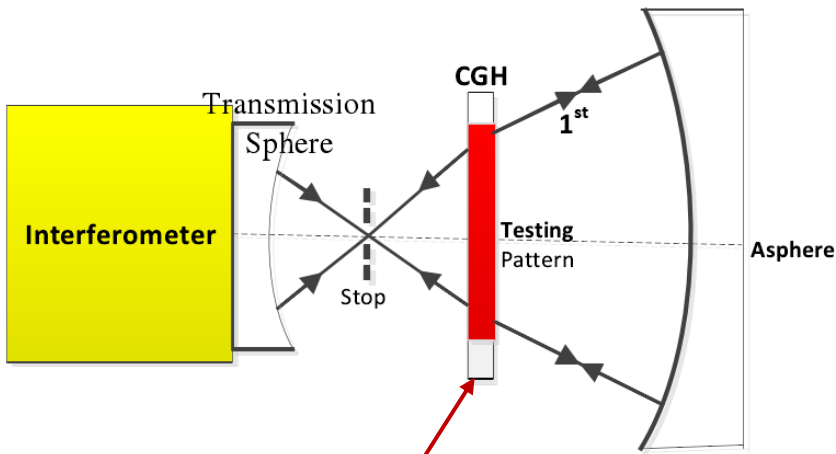 CGH
Transmission
Sphere
1st
Interferometer
Testing
Pattern
Asphere
Stop